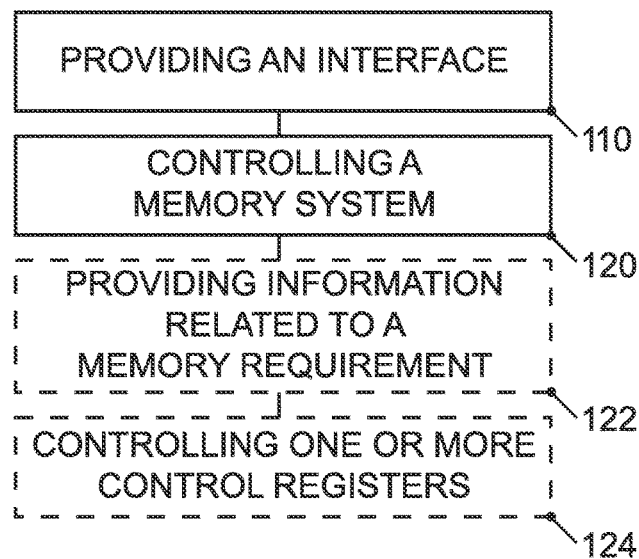 PROVIDING AN INTERFACE
110
CONTROLLING A
MEMORY SYSTEM
120
PROVIDING INFORMATION
RELATED TO A
MEMORY REQUIREMENT
122
CONTROLLING ONE OR MORE
CONTROL REGISTERS
124